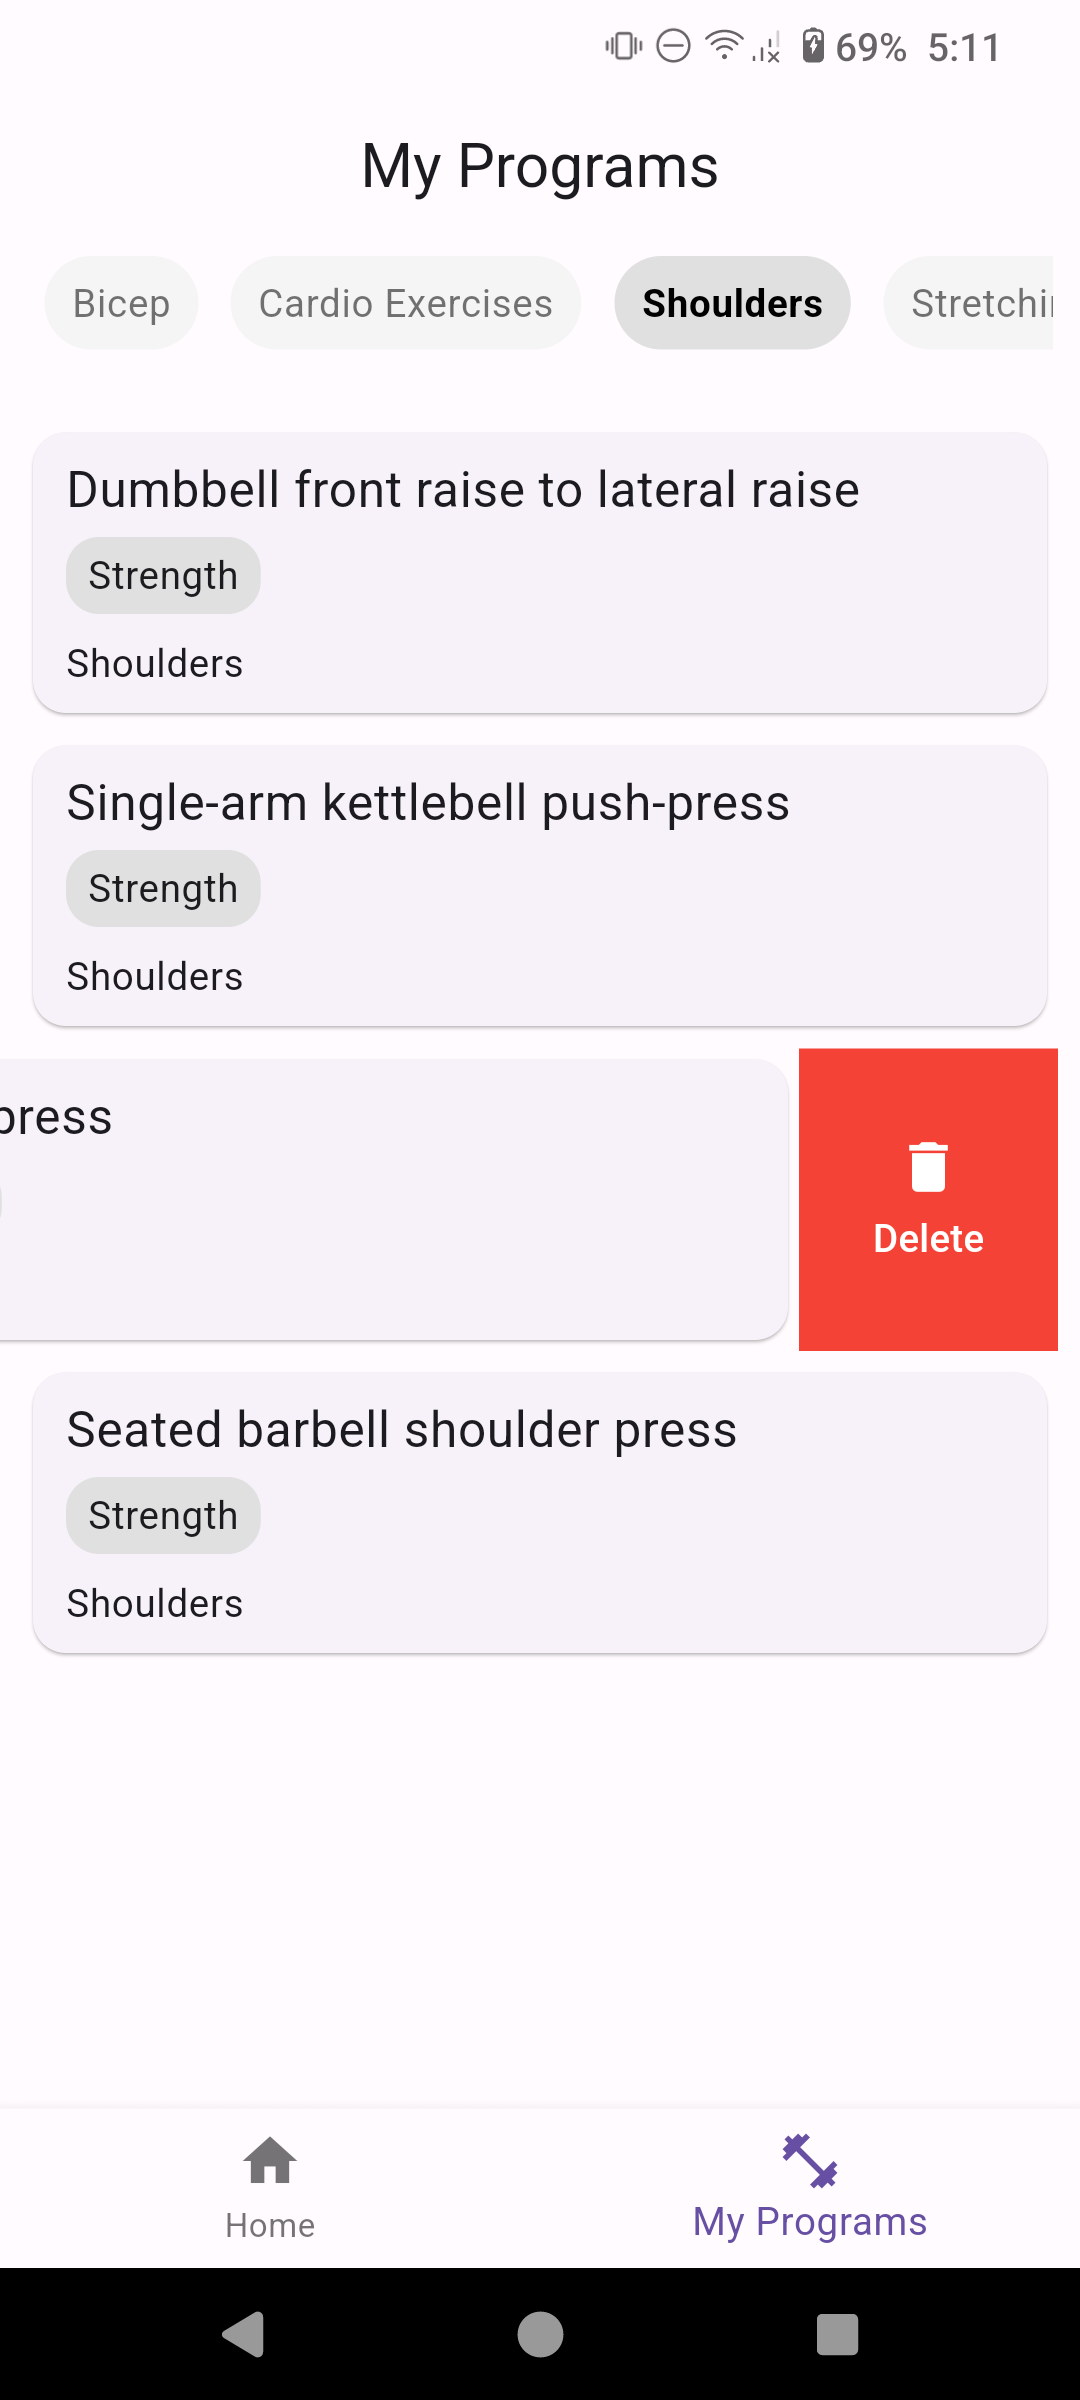 69% 5:11
My Programs
Bicep Cardio Exercises Shoulders Stretchi
Dumbbell front raise to lateral raise
Strength
Shoulders
Single-arm kettlebell push-press
Strength
Shoulders
press
Delete
Seated barbell shoulder press
Strength
Shoulders
Home My Programs